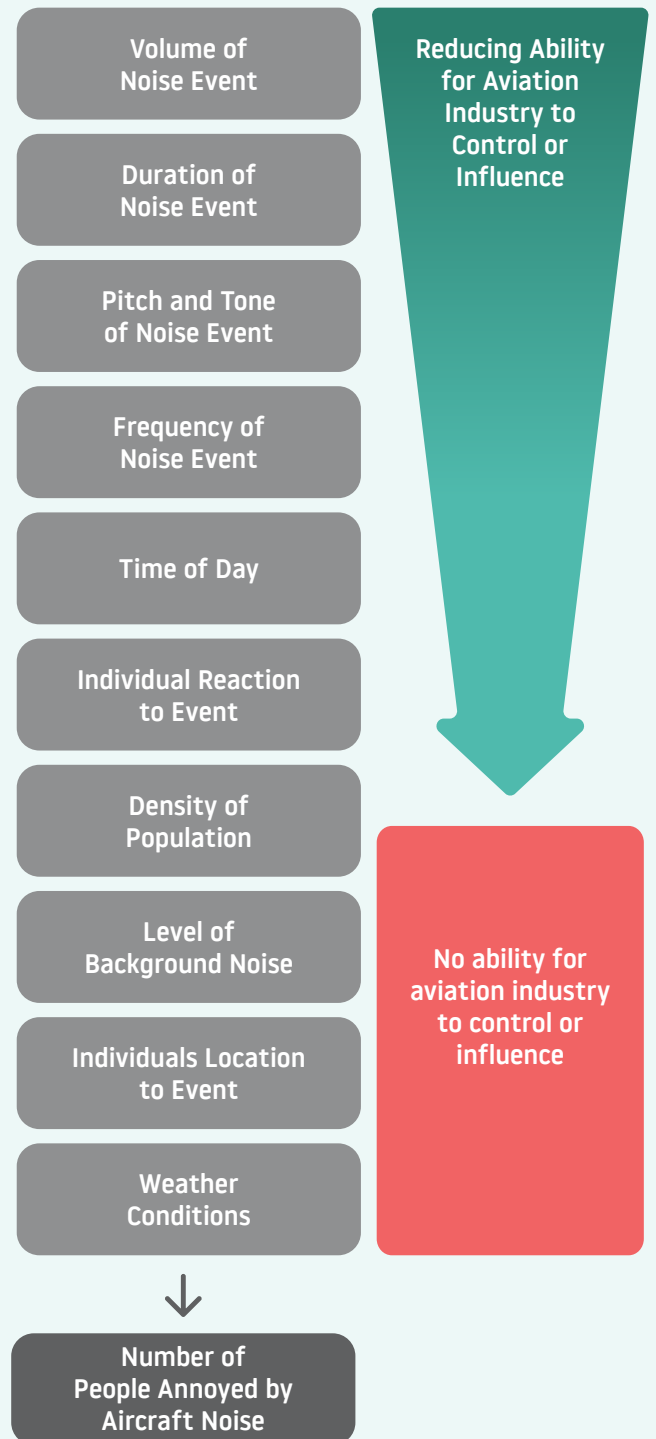 Volume of
Noise Event
Reducing Ability
for Aviation
Industry to
Control or
Influence
Duration of
Noise Event
Pitch and Tone
of Noise Event
Frequency of
Noise Event
Time of Day
Individual Reaction
to Event
Density of
Population
Level of
Background Noise
No ability for
aviation industry
to control or
influence
Individuals Location
to Event
Weather
Conditions
Number of
People Annoyed by
Aircraft Noise